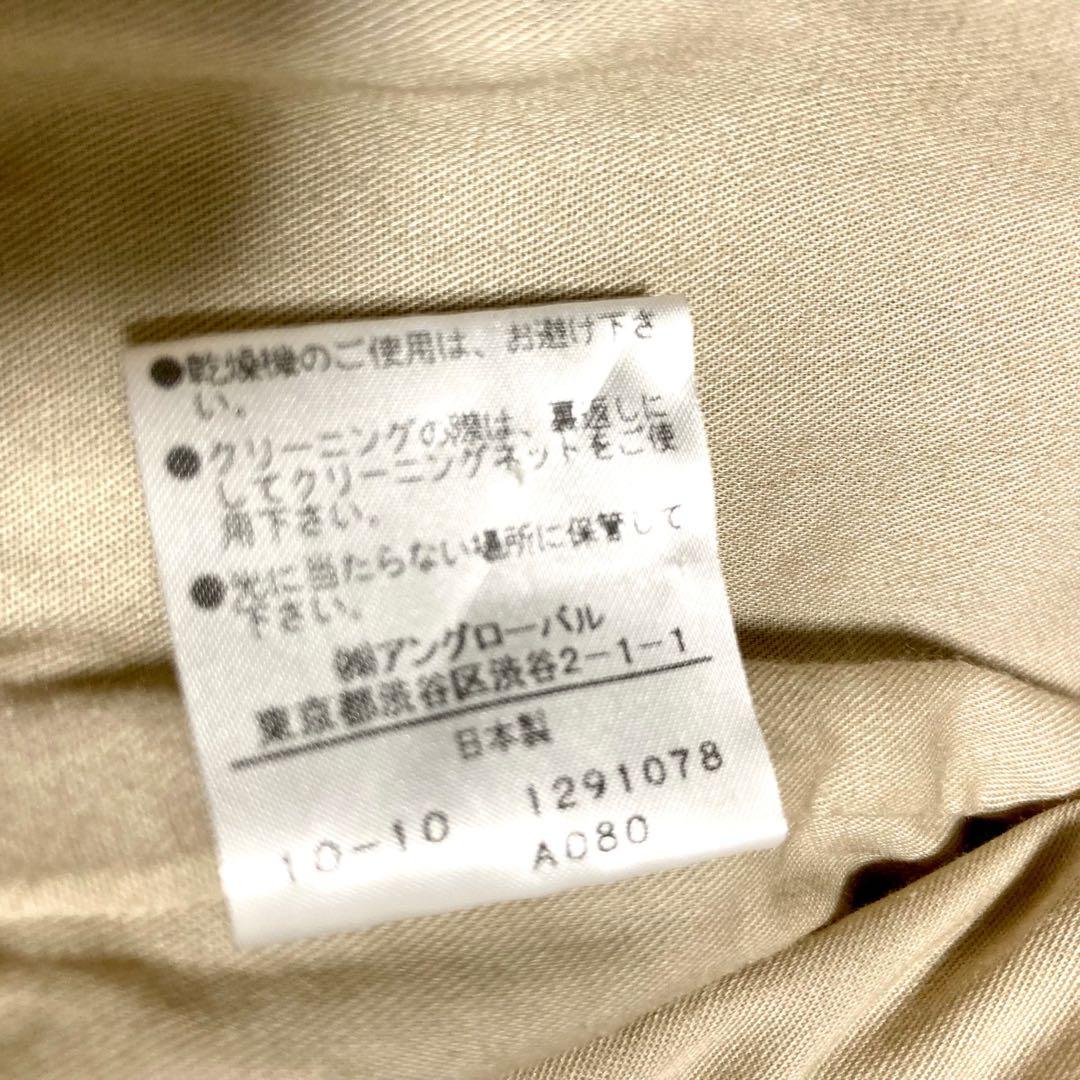 ●乾燥機のご使用は、お避け下さ
い。
●クリーニングの際は、裏返しに
してクリーニングネットをご使
用下さい。
●光に当たらない場所に保管して
下さい。
㈱アングローバル
東京都渋谷区渋谷2-1-1
日本製
10-10 1291078
A080